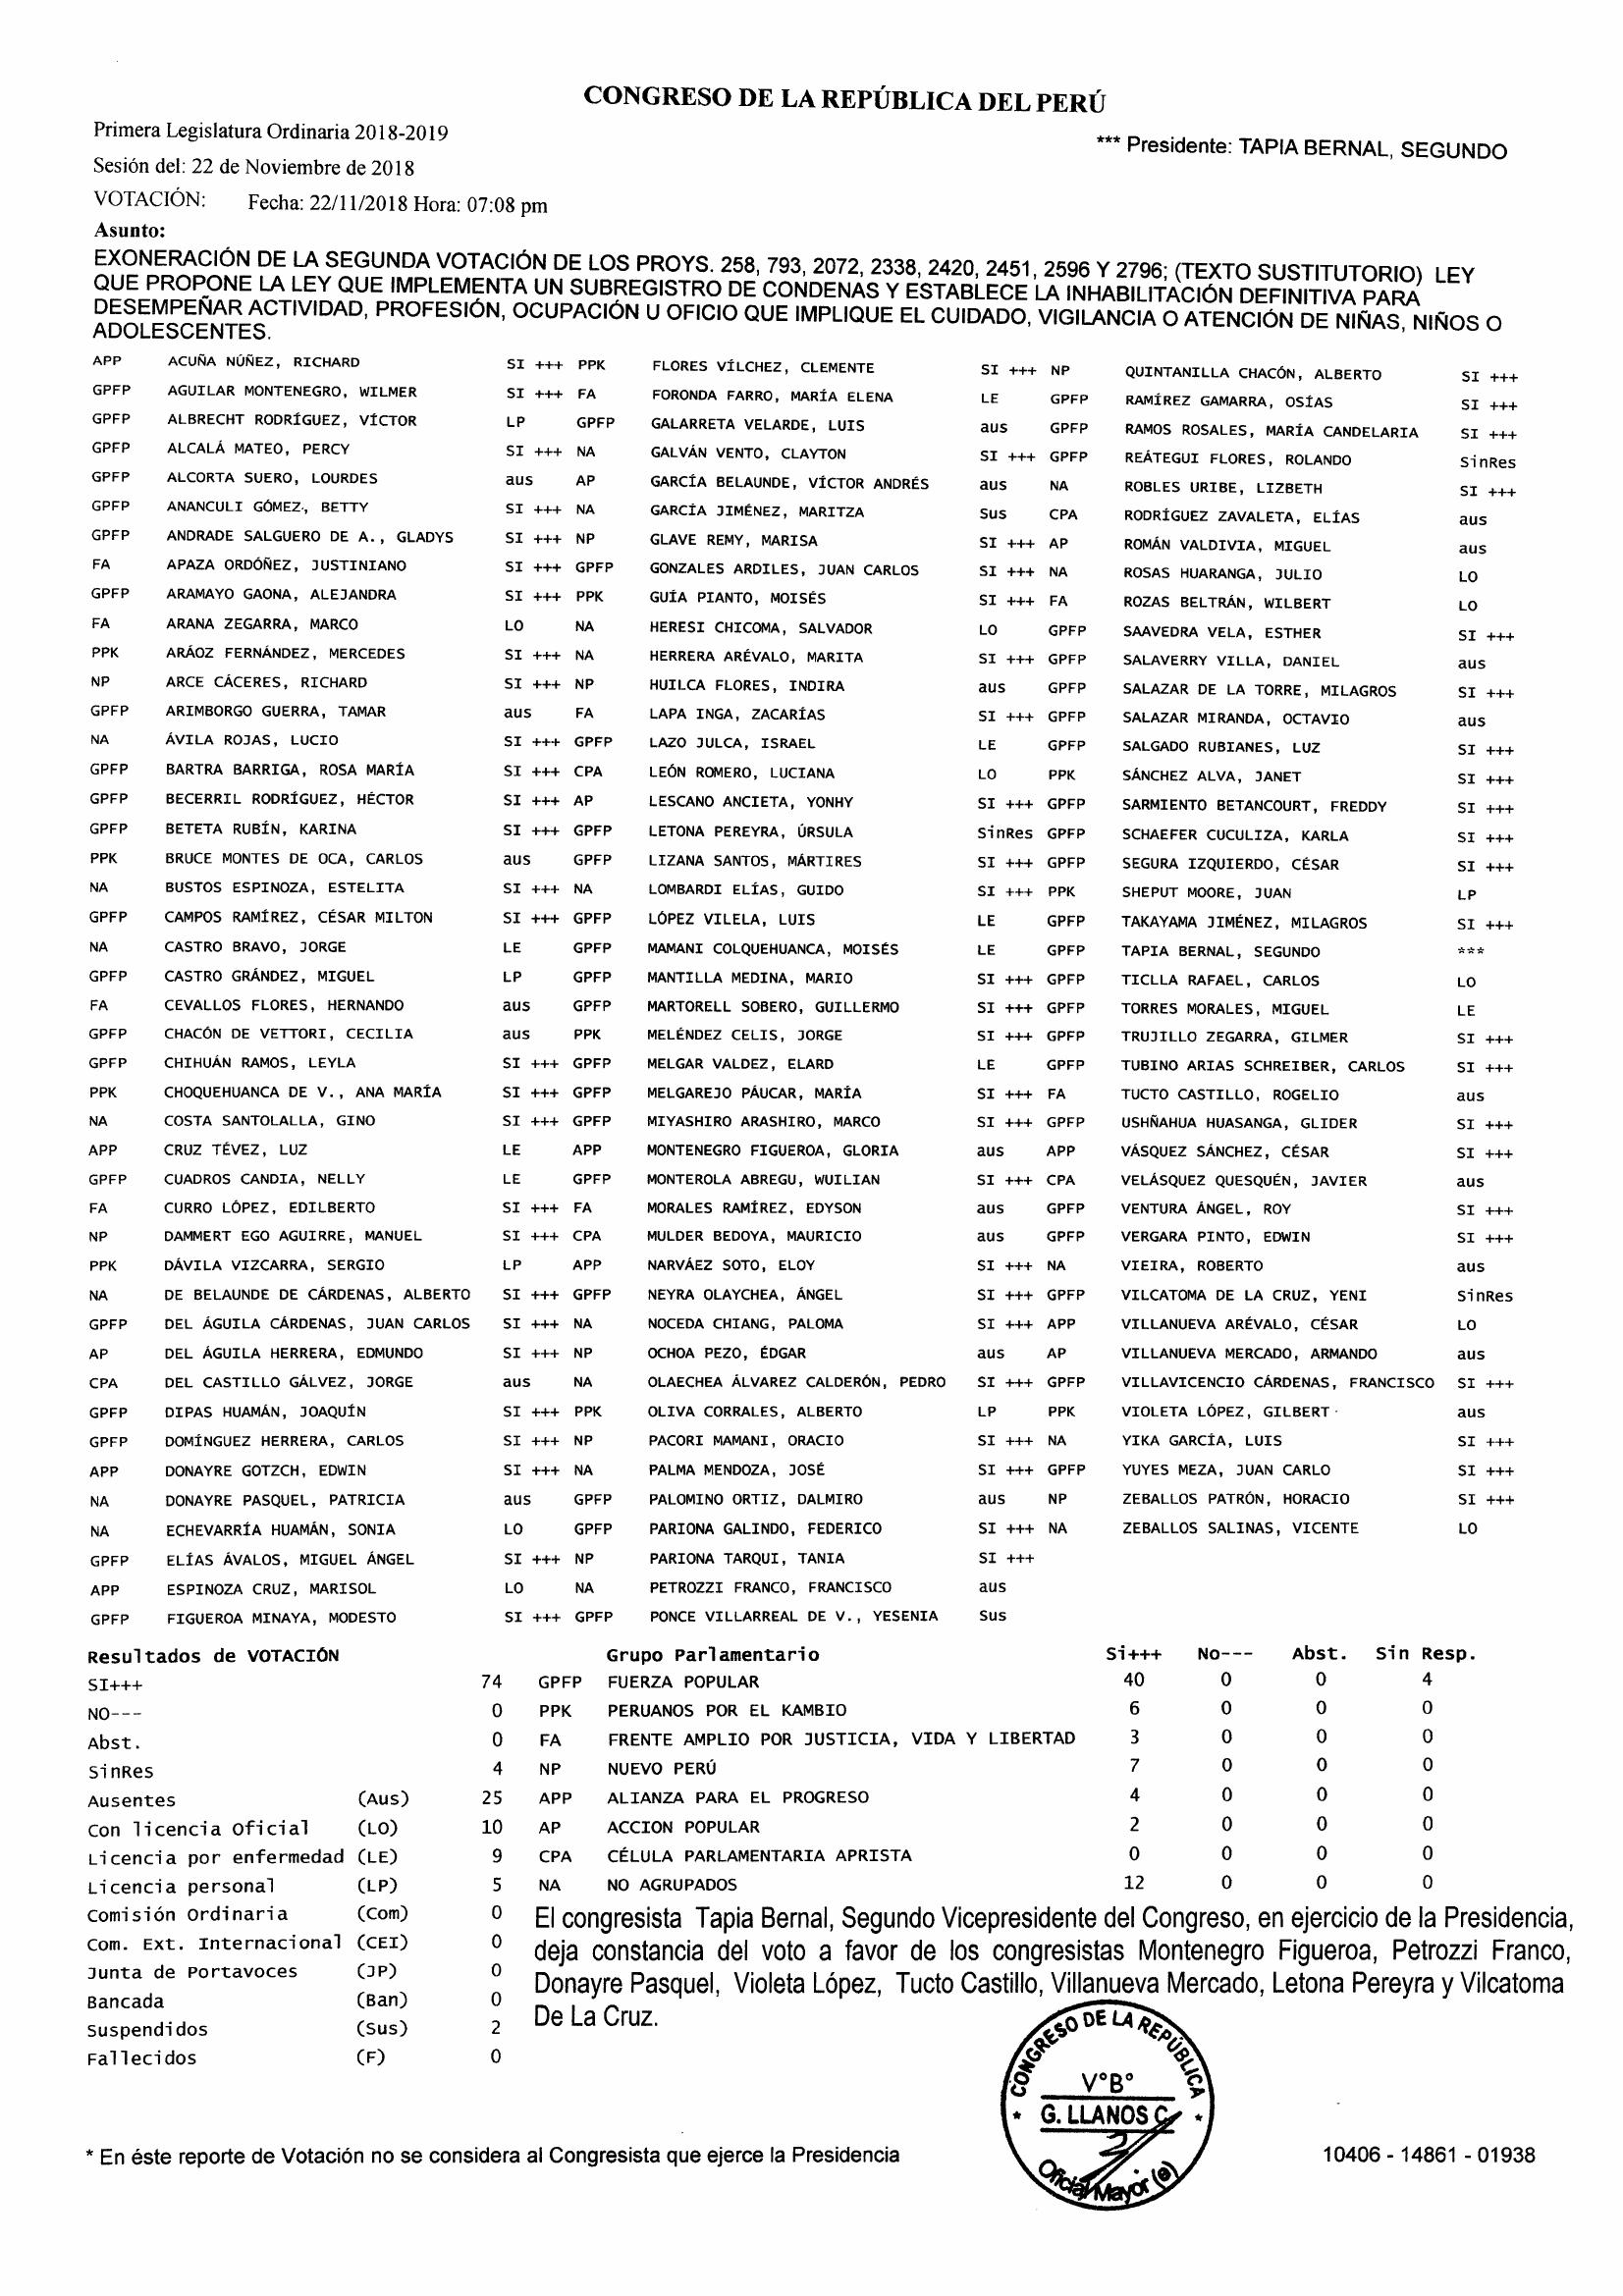 CONGRESO DE LA REPÚBLICA DEL PERÚ
Primera Legislatura Ordinaria 2018-2019
*** Presidente: TAPIA BERNAL, SEGUNDO
Sesión del: 22 de Noviembre de 2018
VOTACIÓN: Fecha: 22/11/2018 Hora: 07:08 pm
Asunto:
EXONERACIÓN DE LA SEGUNDA VOTACIÓN DE LOS PROYS. 258, 793, 2072, 2338, 2420, 2451, 2596 Y 2796; (TEXTO SUSTITUTORIO) LEY
QUE PROPONE LA LEY QUE IMPLEMENTA UN SUBREGISTRO DE CONDENAS Y ESTABLECE LA INHABILITACIÓN DEFINITIVA PARA
DESEMPEÑAR ACTIVIDAD, PROFESIÓN, OCUPACIÓN U OFICIO QUE IMPLIQUE EL CUIDADO, VIGILANCIA O ATENCIÓN DE NIÑAS, NIÑOS O
ADOLESCENTES.
APP ACUÑA NÚÑEZ, RICHARD SI +++ PPK FLORES VÍLCHEZ, CLEMENTE SI +++ NP QUINTANILLA CHACÓN, ALBERTO SI +++
GPFP AGUILAR MONTENEGRO, WILMER SI +++ FA FORONDA FARRO, MARÍA ELENA LE GPFP RAMÍREZ GAMARRA, OSÍAS SI +++
GPFP ALBRECHT RODRÍGUEZ, VÍCTOR LP GPFP GALARRETA VELARDE, LUIS aus GPFP RAMOS ROSALES, MARÍA CANDELARIA SI +++
GPFP ALCALÁ MATEO, PERCY SI +++ NA GALVÁN VENTO, CLAYTON SI +++ GPFP REÁTEGUI FLORES, ROLANDO SinRes
GPFP ALCORTA SUERO, LOURDES aus AP GARCÍA BELAUNDE, VÍCTOR ANDRÉS aus NA ROBLES URIBE, LIZBETH SI +++
GPFP ANANCULI GÓMEZ, BETTY SI +++ NA GARCÍA JIMÉNEZ, MARITZA Sus CPA RODRÍGUEZ ZAVALETA, ELÍAS aus
GPFP ANDRADE SALGUERO DE A., GLADYS SI +++ NP GLAVE REMY, MARISA SI +++ AP ROMÁN VALDIVIA, MIGUEL aus
FA APAZA ORDÓÑEZ, JUSTINIANO SI +++ GPFP GONZALES ARDILES, JUAN CARLOS SI +++ NA ROSAS HUARANGA, JULIO LO
GPFP ARAMAYO GAONA, ALEJANDRA SI +++ PPK GUÍA PIANTO, MOISÉS SI +++ FA ROZAS BELTRÁN, WILBERT LO
FA ARANA ZEGARRA, MARCO LO NA HERESI CHICOMA, SALVADOR LO GPFP SAAVEDRA VELA, ESTHER SI +++
PPK ARÁOZ FERNÁNDEZ, MERCEDES SI +++ NA HERRERA ARÉVALO, MARITA SI +++ GPFP SALAVERRY VILLA, DANIEL aus
NP ARCE CÁCERES, RICHARD SI +++ NP HUILCA FLORES, INDIRA aus GPFP SALAZAR DE LA TORRE, MILAGROS SI +++
GPFP ARIMBORGO GUERRA, TAMAR aus FA LAPA INGA, ZACARÍAS SI +++ GPFP SALAZAR MIRANDA, OCTAVIO aus
NA ÁVILA ROJAS, LUCIO SI +++ GPFP LAZO JULCA, ISRAEL LE GPFP SALGADO RUBIANES, LUZ SI +++
GPFP BARTRA BARRIGA, ROSA MARÍA SI +++ CPA LEÓN ROMERO, LUCIANA LO PPK SÁNCHEZ ALVA, JANET SI +++
GPFP BECERRIL RODRÍGUEZ, HÉCTOR SI +++ AP LESCANO ANCIETA, YONHY SI +++ GPFP SARMIENTO BETANCOURT, FREDDY SI +++
GPFP BETETA RUBÍN, KARINA SI +++ GPFP LETONA PEREYRA, ÚRSULA SinRes GPFP SCHAEFER CUCULIZA, KARLA SI +++
PPK BRUCE MONTES DE OCA, CARLOS aus GPFP LIZANA SANTOS, MÁRTIRES SI +++ GPFP SEGURA IZQUIERDO, CÉSAR SI +++
NA BUSTOS ESPINOZA, ESTELITA SI +++ NA LOMBARDI ELÍAS, GUIDO SI +++ PPK SHEPUT MOORE, JUAN LP
GPFP CAMPOS RAMÍREZ, CÉSAR MILTON SI +++ GPFP LÓPEZ VILELA, LUIS LE GPFP TAKAYAMA JIMÉNEZ, MILAGROS SI +++
NA CASTRO BRAVO, JORGE LE GPFP MAMANI COLQUEHUANCA, MOISÉS LE GPFP TAPIA BERNAL, SEGUNDO ***
GPFP CASTRO GRÁNDEZ, MIGUEL LP GPFP MANTILLA MEDINA, MARIO SI +++ GPFP TICLLA RAFAEL, CARLOS LO
FA CEVALLOS FLORES, HERNANDO aus GPFP MARTORELL SOBERO, GUILLERMO SI +++ GPFP TORRES MORALES, MIGUEL LE
GPFP CHACÓN DE VETTORI, CECILIA aus PPK MELÉNDEZ CELIS, JORGE SI +++ GPFP TRUJILLO ZEGARRA, GILMER SI +++
GPFP CHIHUÁN RAMOS, LEYLA SI +++ GPFP MELGAR VALDEZ, ELARD LE GPFP TUBINO ARIAS SCHREIBER, CARLOS SI +++
PPK CHOQUEHUANCA DE V., ANA MARÍA SI +++ GPFP MELGAREJO PÁUCAR, MARÍA SI +++ FA TUCTO CASTILLO, ROGELIO aus
NA COSTA SANTOLALLA, GINO SI +++ GPFP MIYASHIRO ARASHIRO, MARCO SI +++ GPFP USHÑAHUA HUASANGA, GLIDER SI +++
APP CRUZ TÉVEZ, LUZ LE APP MONTENEGRO FIGUEROA, GLORIA aus APP VÁSQUEZ SÁNCHEZ, CÉSAR SI +++
GPFP CUADROS CANDIA, NELLY LE GPFP MONTEROLA ABREGU, WUILIAN SI +++ CPA VELÁSQUEZ QUESQUÉN, JAVIER aus
FA CURRO LÓPEZ, EDILBERTO SI +++ FA MORALES RAMÍREZ, EDYSON aus GPFP VENTURA ÁNGEL, ROY SI +++
NP DAMMERT EGO AGUIRRE, MANUEL SI +++ CPA MULDER BEDOYA, MAURICIO aus GPFP VERGARA PINTO, EDWIN SI +++
PPK DÁVILA VIZCARRA, SERGIO LP APP NARVÁEZ SOTO, ELOY SI +++ NA VIEIRA, ROBERTO aus
NA DE BELAUNDE DE CÁRDENAS, ALBERTO SI +++ GPFP NEYRA OLAYCHEA, ÁNGEL SI +++ GPFP VILCATOMA DE LA CRUZ, YENI SinRes
GPFP DEL ÁGUILA CÁRDENAS, JUAN CARLOS SI +++ NA NOCEDA CHIANG, PALOMA SI +++ APP VILLANUEVA ARÉVALO, CÉSAR LO
AP DEL ÁGUILA HERRERA, EDMUNDO SI +++ NP OCHOA PEZO, ÉDGAR aus AP VILLANUEVA MERCADO, ARMANDO aus
CPA DEL CASTILLO GÁLVEZ, JORGE aus NA OLAECHEA ÁLVAREZ CALDERÓN, PEDRO SI +++ GPFP VILLAVICENCIO CÁRDENAS, FRANCISCO SI +++
GPFP DIPAS HUAMÁN, JOAQUÍN SI +++ PPK OLIVA CORRALES, ALBERTO LP PPK VIOLETA LÓPEZ, GILBERT aus
GPFP DOMÍNGUEZ HERRERA, CARLOS SI +++ NP PACORI MAMANI, ORACIO SI +++ NA YIKA GARCÍA, LUIS SI +++
APP DONAYRE GOTZCH, EDWIN SI +++ NA PALMA MENDOZA, JOSÉ SI +++ GPFP YUYES MEZA, JUAN CARLO SI +++
NA DONAYRE PASQUEL, PATRICIA aus GPFP PALOMINO ORTIZ, DALMIRO aus NP ZEBALLOS PATRÓN, HORACIO SI +++
NA ECHEVARRÍA HUAMÁN, SONIA LO GPFP PARIONA GALINDO, FEDERICO SI +++ NA ZEBALLOS SALINAS, VICENTE LO
GPFP ELÍAS ÁVALOS, MIGUEL ÁNGEL SI +++ NP PARIONA TARQUI, TANIA SI +++
APP ESPINOZA CRUZ, MARISOL LO NA PETROZZI FRANCO, FRANCISCO aus
GPFP FIGUEROA MINAYA, MODESTO SI +++ GPFP PONCE VILLARREAL DE V., YESENIA Sus
Resultados de VOTACIÓN Grupo Parlamentario Si+++ No--- Abst. Sin Resp.
SI+++ 74 GPFP FUERZA POPULAR 40 0 0 4
NO--- 0 PPK PERUANOS POR EL KAMBIO 6 0 0 0
Abst. 0 FA FRENTE AMPLIO POR JUSTICIA, VIDA Y LIBERTAD 3 0 0 0
SinRes 4 NP NUEVO PERÚ 7 0 0 0
Ausentes (Aus) 25 APP ALIANZA PARA EL PROGRESO 4 0 0 0
Con licencia Oficial (LO) 10 AP ACCION POPULAR 2 0 0 0
Licencia por enfermedad (LE) 9 CPA CÉLULA PARLAMENTARIA APRISTA 0 0 0 0
Licencia personal (LP) 5 NA NO AGRUPADOS 12 0 0 0
Comisión Ordinaria (Com) 0
Com. Ext. Internacional (CEI) 0
Junta de Portavoces (JP) 0
Bancada (Ban) 0
Suspendidos (Sus) 2
Fallecidos (F) 0
El congresista Tapia Bernal, Segundo Vicepresidente del Congreso, en ejercicio de la Presidencia,
deja constancia del voto a favor de los congresistas Montenegro Figueroa, Petrozzi Franco,
Donayre Pasquel, Violeta López, Tucto Castillo, Villanueva Mercado, Letona Pereyra y Vilcatoma
De La Cruz.
CONGRESO DE LA REPÚBLICA
V°B°
G. LLANOS C.
Oficial Mayor (e)
* En éste reporte de Votación no se considera al Congresista que ejerce la Presidencia
10406 - 14861 - 01938